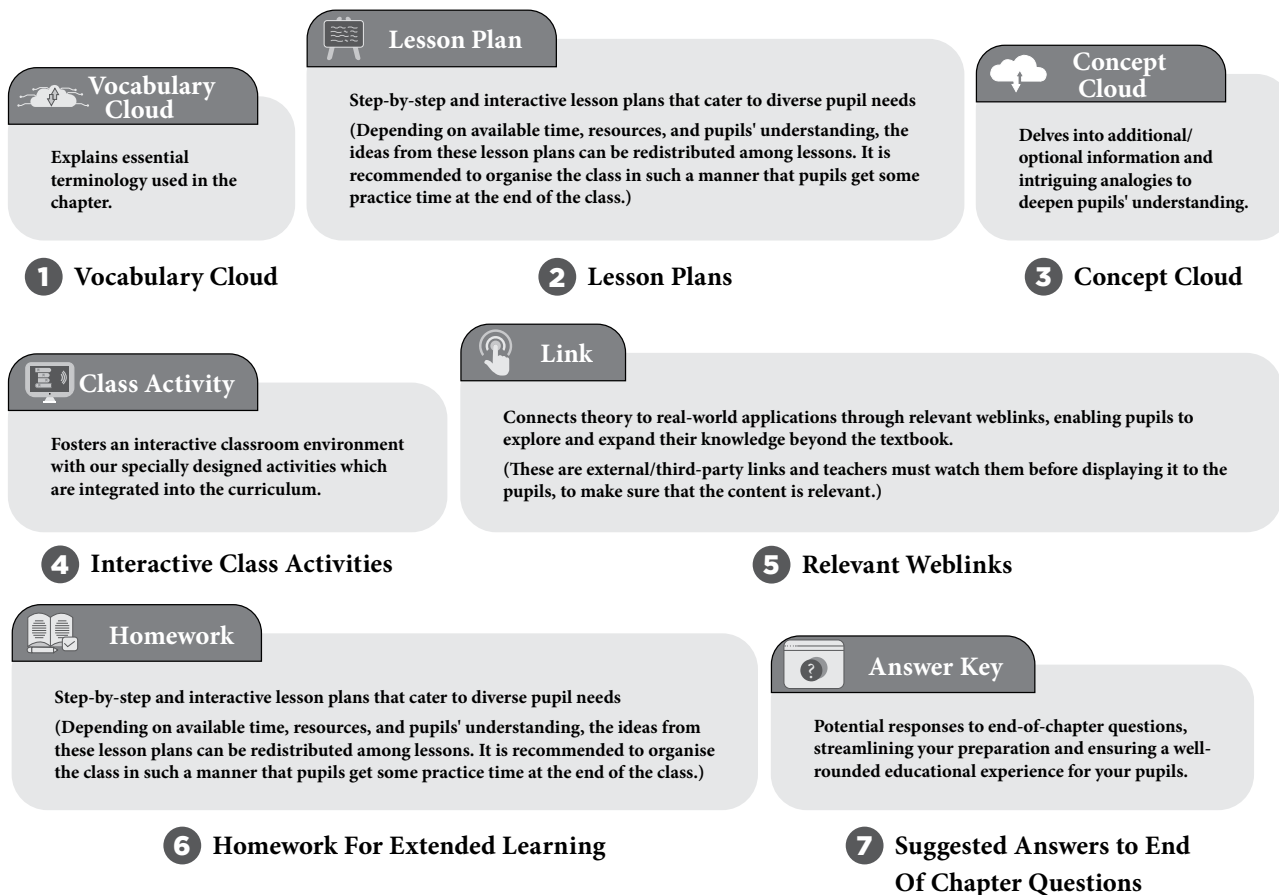 Vocabulary
Cloud
Explains essential
terminology used in the
chapter.
1 Vocabulary Cloud
Lesson Plan
Step-by-step and interactive lesson plans that cater to diverse pupil needs
(Depending on available time, resources, and pupils' understanding, the
ideas from these lesson plans can be redistributed among lessons. It is
recommended to organise the class in such a manner that pupils get some
practice time at the end of the class.)
2 Lesson Plans
Concept
Cloud
Delves into additional/
optional information and
intriguing analogies to
deepen pupils' understanding.
3 Concept Cloud
Class Activity
Fosters an interactive classroom environment
with our specially designed activities which
are integrated into the curriculum.
4 Interactive Class Activities
Link
Connects theory to real-world applications through relevant weblinks, enabling pupils to
explore and expand their knowledge beyond the textbook.
(These are external/third-party links and teachers must watch them before displaying it to the
pupils, to make sure that the content is relevant.)
5 Relevant Weblinks
Homework
Step-by-step and interactive lesson plans that cater to diverse pupil needs
(Depending on available time, resources, and pupils' understanding, the ideas from
these lesson plans can be redistributed among lessons. It is recommended to organise
the class in such a manner that pupils get some practice time at the end of the class.)
6 Homework For Extended Learning
?
Answer Key
Potential responses to end-of-chapter questions,
streamlining your preparation and ensuring a well-
rounded educational experience for your pupils.
7 Suggested Answers to End
Of Chapter Questions